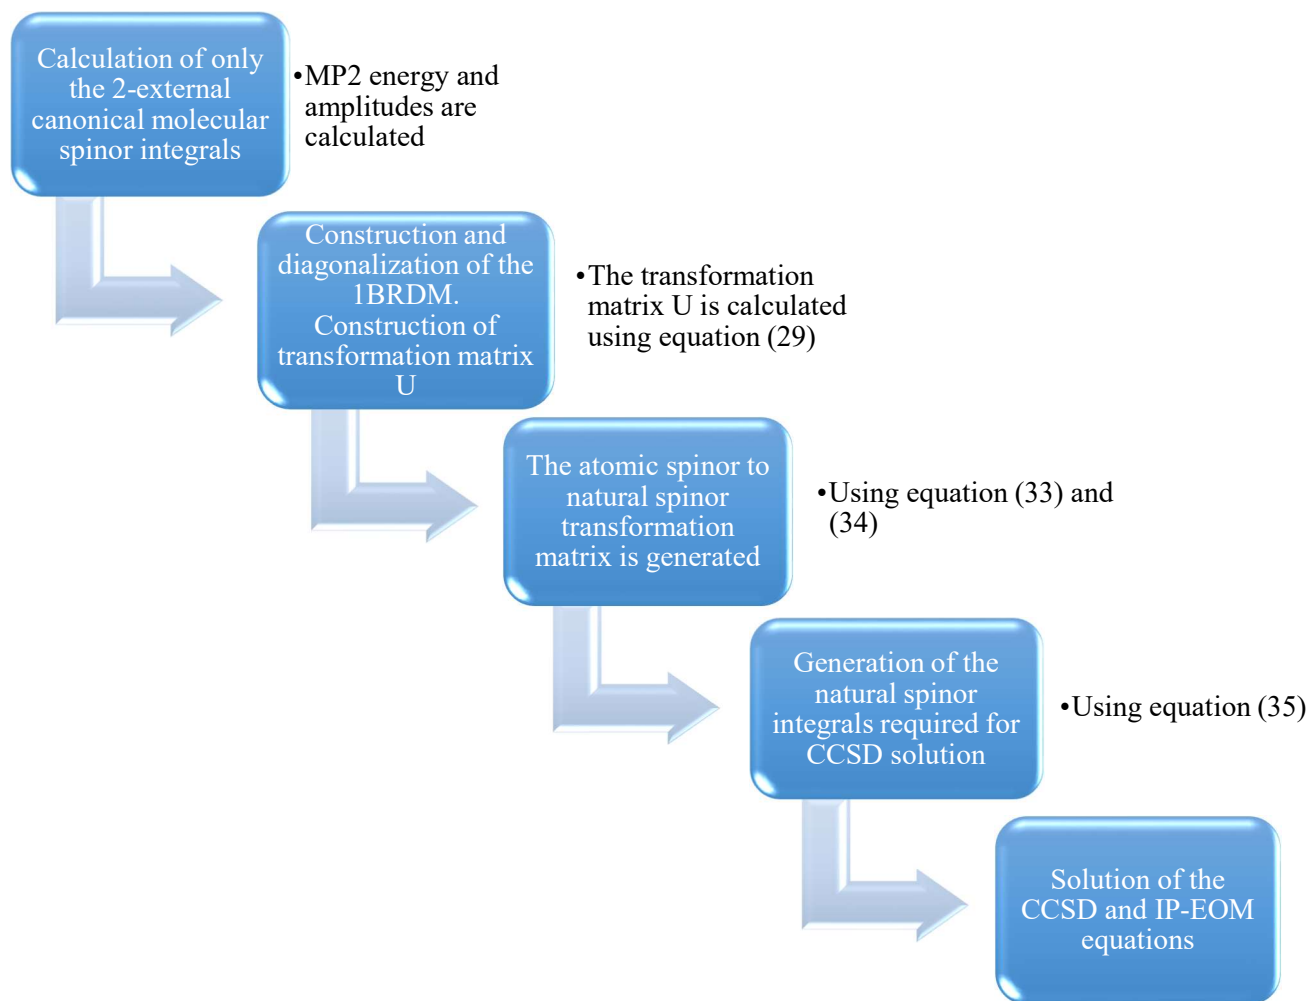 Calculation of only
the 2-external
canonical molecular
spinor integrals
•MP2 energy and
amplitudes are
calculated
Construction and
diagonalization of the
1BRDM.
Construction of
transformation matrix
U
•The transformation
matrix U is calculated
using equation (29)
The atomic spinor to
natural spinor
transformation
matrix is generated
•Using equation (33) and
(34)
Generation of the
natural spinor
integrals required for
CCSD solution
•Using equation (35)
Solution of the
CCSD and IP-EOM
equations